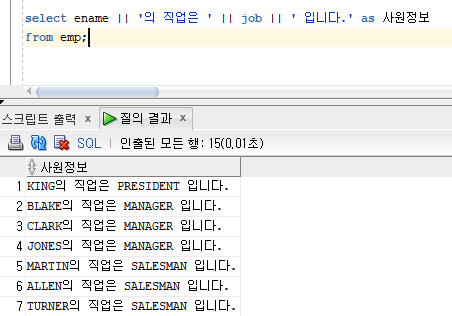 select ename || '의 직업은 ' || job || ' 입니다.' as 사원정보
from emp;
스크립트 출력 x 질의 결과 x
SQL | 인출된 모든 행: 15(0,01초)
사원정보
1 KING의 직업은 PRESIDENT 입니다.
2 BLAKE의 직업은 MANAGER 입니다.
3 CLARK의 직업은 MANAGER 입니다.
4 JONES의 직업은 MANAGER 입니다.
5 MARTIN의 직업은 SALESMAN 입니다.
6 ALLEN의 직업은 SALESMAN 입니다.
7 TURNER의 직업은 SALESMAN 입니다.